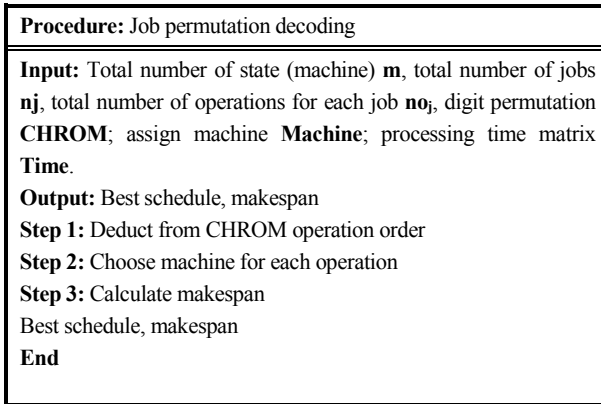 Procedure: Job permutation decoding
Input: Total number of state (machine) m, total number of jobs
nj, total number of operations for each job noj, digit permutation
CHROM; assign machine Machine; processing time matrix
Time.
Output: Best schedule, makespan
Step 1: Deduct from CHROM operation order
Step 2: Choose machine for each operation
Step 3: Calculate makespan
Best schedule, makespan
End